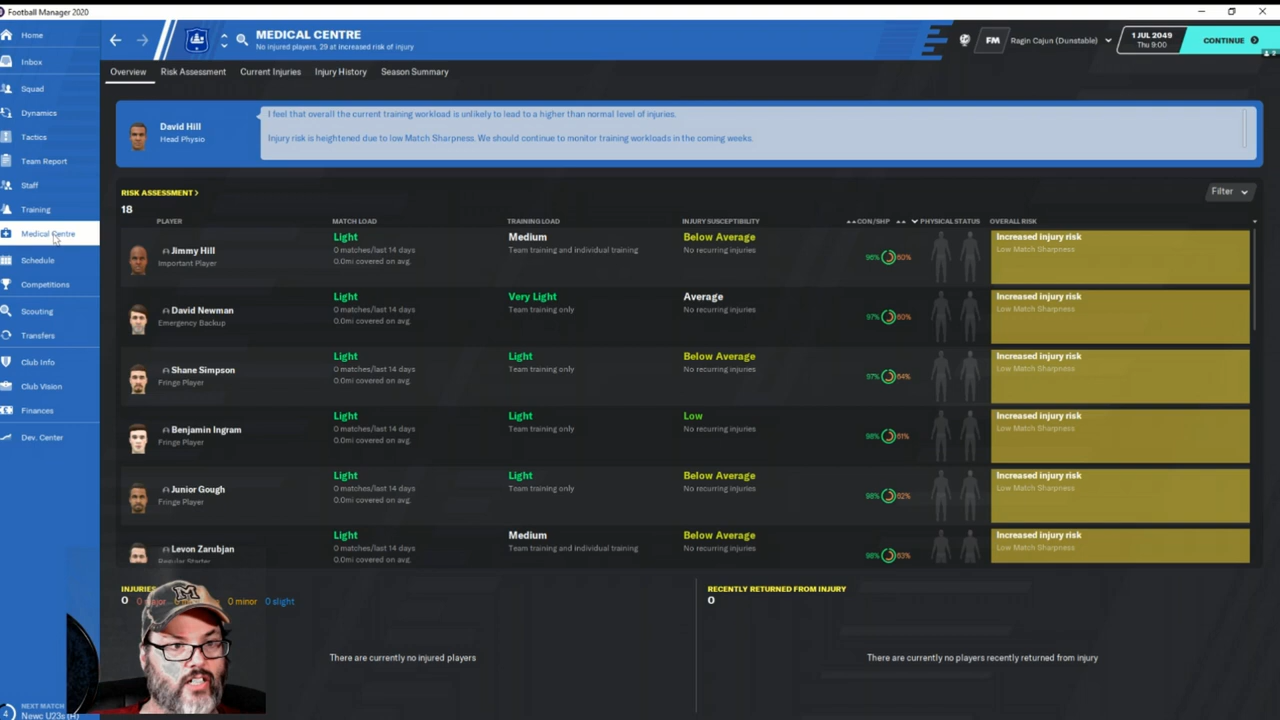 Football Manager 2020
Home
Inbox
Squad
Dynamics
Tactics
Team Report
Staff
Training
Medical Centre
Schedule
Competitions
Scouting
Transfers
Club Info
Club Vision
Finances
Dev. Center
4
NEXT MATCH
Newc U23s (H)
MEDICAL CENTRE
No injured players, 29 at increased risk of injury
FM
Ragin Cajun (Dunstable)
1 JUL 2049
Thu 9:00
CONTINUE
2
Overview Risk Assessment Current Injuries Injury History Season Summary
David Hill
Head Physio
I feel that overall the current training workload is unlikely to lead to a higher than normal level of injuries.
Injury risk is heightened due to low Match Sharpness. We should continue to monitor training workloads in the coming weeks.
RISK ASSESSMENT >
18
Filter
PLAYER MATCH LOAD TRAINING LOAD INJURY SUSCEPTIBILITY CON/SHP PHYSICAL STATUS OVERALL RISK
Jimmy Hill
Important Player
Light
0 matches/last 14 days
0.0mi covered on avg.
Medium
Team training and individual training
Below Average
No recurring injuries
96% 60%
Increased injury risk
Low Match Sharpness
David Newman
Emergency Backup
Light
0 matches/last 14 days
0.0mi covered on avg.
Very Light
Team training only
Average
No recurring injuries
97% 60%
Increased injury risk
Low Match Sharpness
Shane Simpson
Fringe Player
Light
0 matches/last 14 days
0.0mi covered on avg.
Light
Team training only
Below Average
No recurring injuries
97% 64%
Increased injury risk
Low Match Sharpness
Benjamin Ingram
Fringe Player
Light
0 matches/last 14 days
0.0mi covered on avg.
Light
Team training only
Low
No recurring injuries
98% 61%
Increased injury risk
Low Match Sharpness
Junior Gough
Fringe Player
Light
0 matches/last 14 days
0.0mi covered on avg.
Light
Team training only
Below Average
No recurring injuries
98% 62%
Increased injury risk
Low Match Sharpness
Levon Zarubjan
Regular Starter
Light
0 matches/last 14 days
0.0mi covered on avg.
Medium
Team training and individual training
Below Average
No recurring injuries
98% 63%
Increased injury risk
Low Match Sharpness
INJURIES
0 0 minor 0 slight
There are currently no injured players
RECENTLY RETURNED FROM INJURY
0
There are currently no players recently returned from injury
M